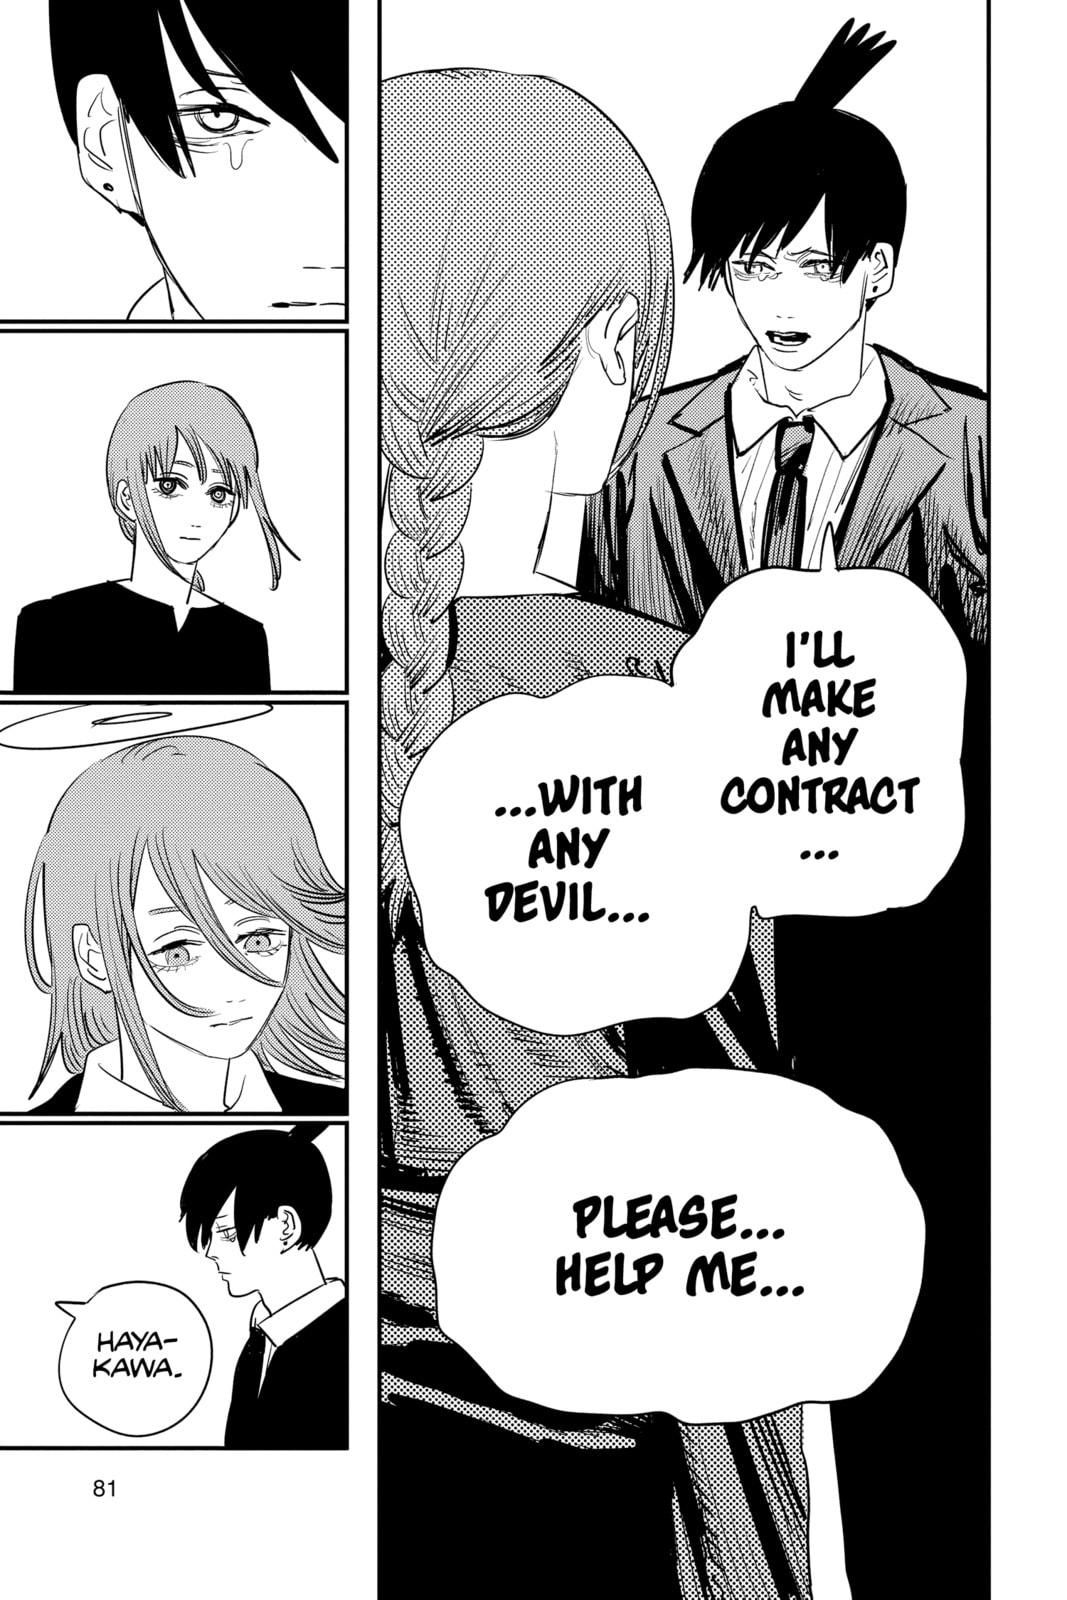 I'LL
MAKE
ANY
CONTRACT
...
...WITH
ANY
DEVIL...
PLEASE...
HELP ME...
HAYA-
KAWA.
81